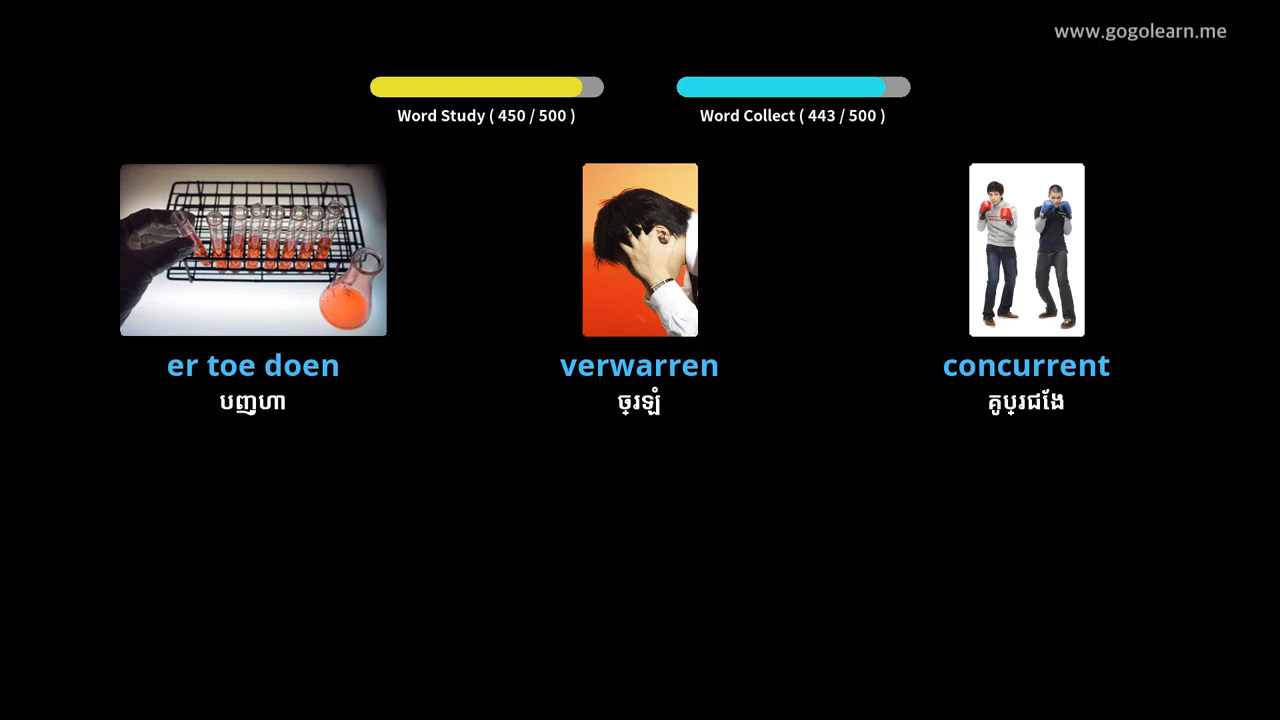 www.gogolearn.me
Word Study ( 450 / 500 )
Word Collect ( 443 / 500 )
er toe doen
verwarren
concurrent
បញ្ហា
ច្រឡំ
គូប្រជែង